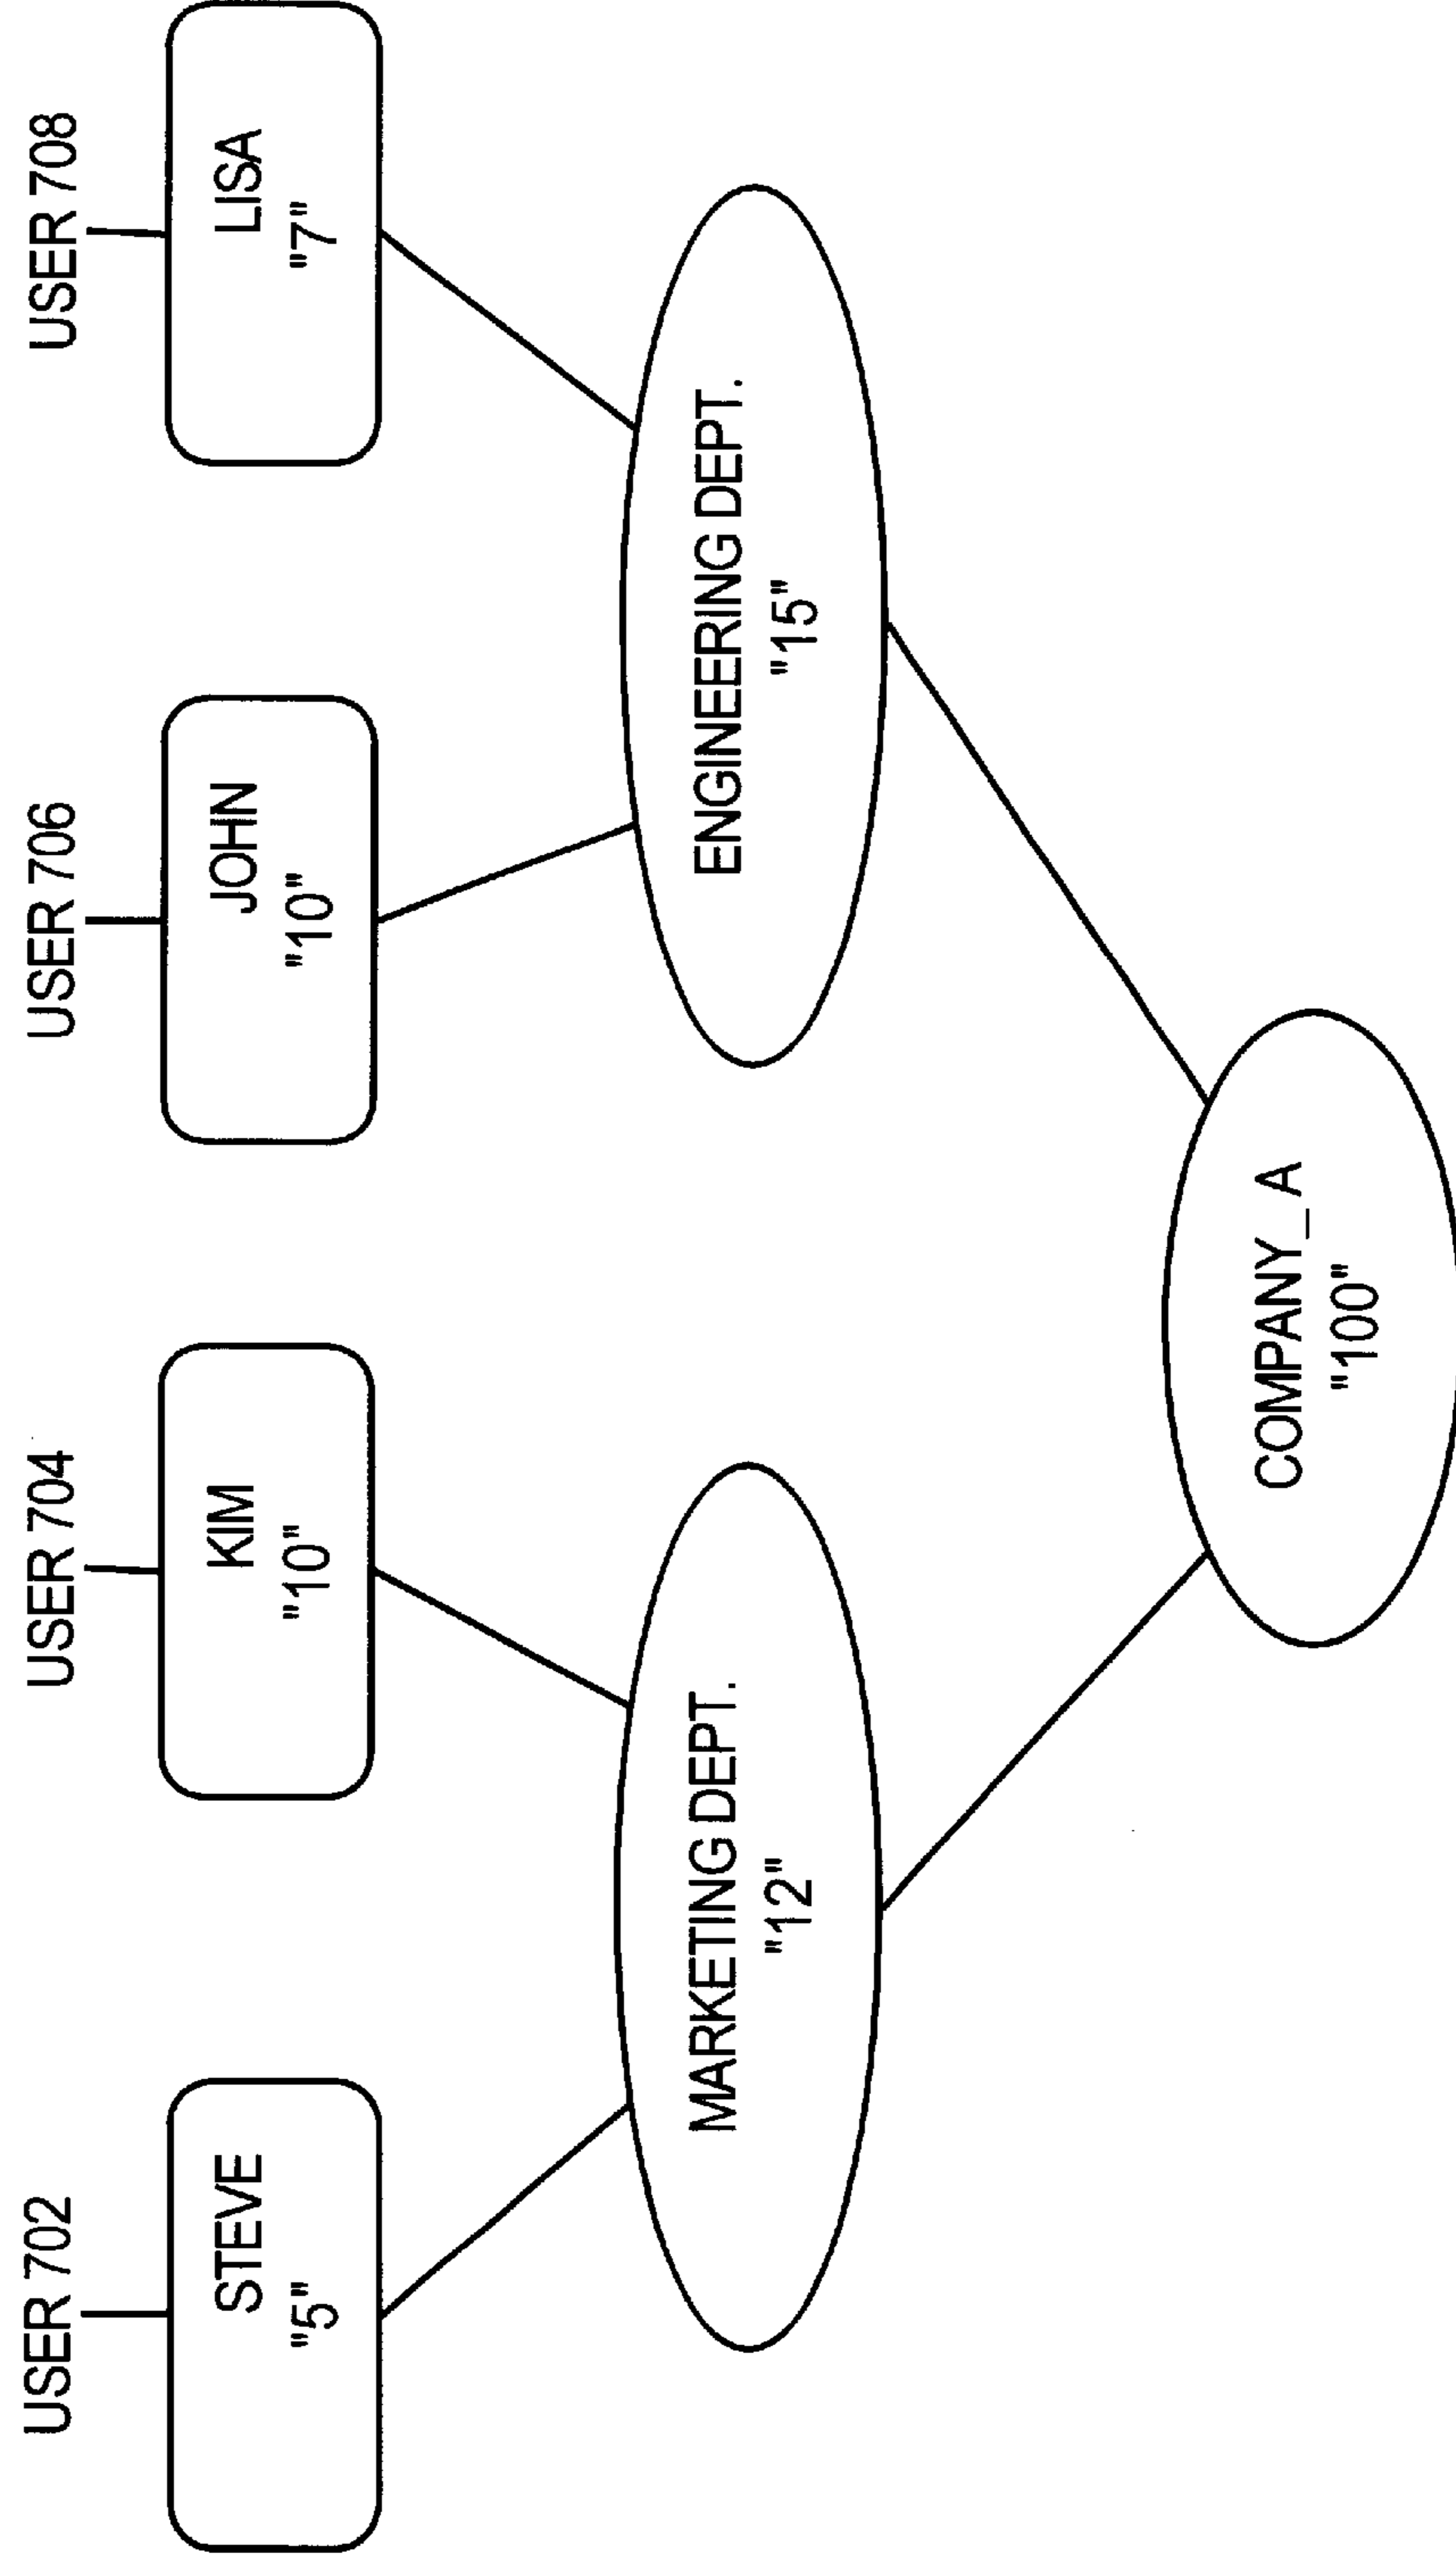 USER 702
USER 704
USER 706
USER 708
STEVE
"5"
KIM
"10"
JOHN
"10"
LISA
"7"
MARKETING DEPT.
"12"
ENGINEERING DEPT.
"15"
COMPANY_A
"100"